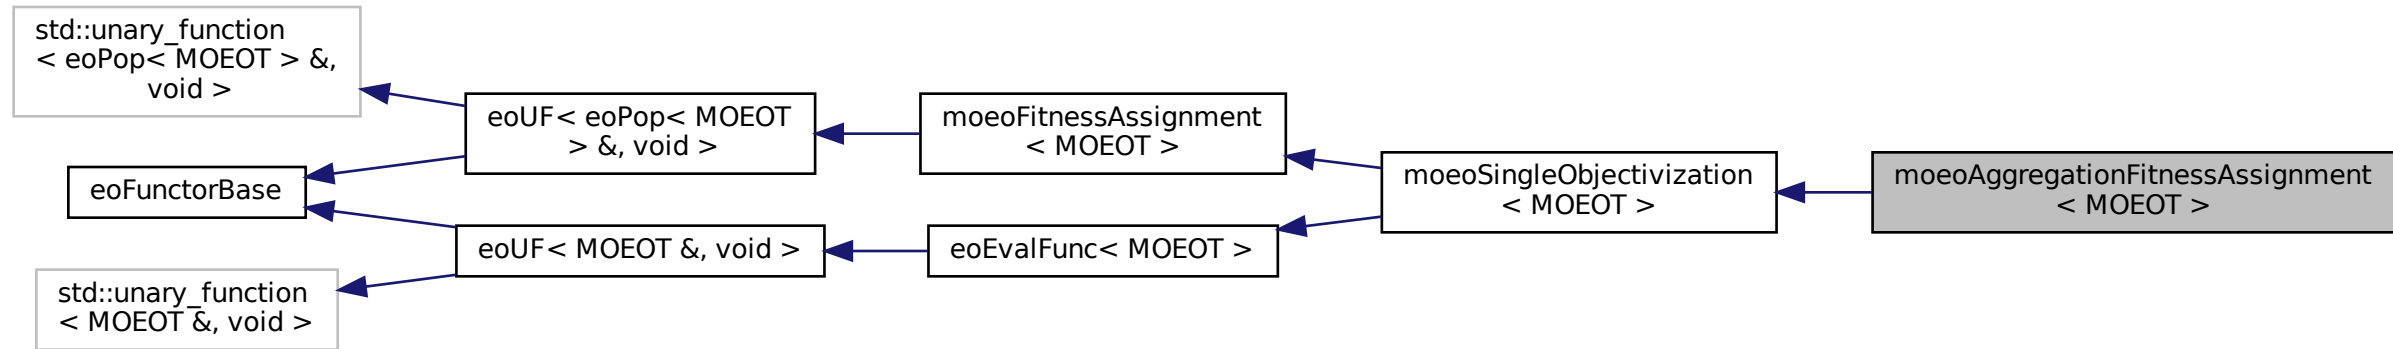 std::unary_function
< eoPop< MOEOT > &,
void >
eoFunctorBase
std::unary_function
< MOEOT &, void >
eoUF< eoPop< MOEOT
> &, void >
eoUF< MOEOT &, void >
moeoFitnessAssignment
< MOEOT >
eoEvalFunc< MOEOT >
moeoSingleObjectivization
< MOEOT >
moeoAggregationFitnessAssignment
< MOEOT >